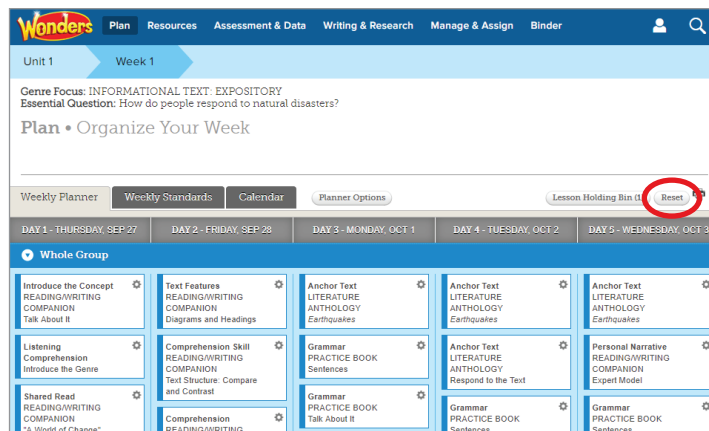 Wonders Plan Resources Assessment & Data Writing & Research Manage & Assign Binder
Unit 1 Week 1
Genre Focus: INFORMATIONAL TEXT: EXPOSITORY
Essential Question: How do people respond to natural disasters?
Plan • Organize Your Week
Weekly Planner Weekly Standards Calendar Planner Options Lesson Holding Bin (1 Reset
DAY 1 - THURSDAY, SEP 27 DAY 2 - FRIDAY, SEP 28 DAY 3 - MONDAY, OCT 1 DAY 4 - TUESDAY, OCT 2 DAY 5 - WEDNESDAY, OCT 3
Whole Group
Introduce the Concept
READING/WRITING
COMPANION
Talk About It
Text Features
READING/WRITING
COMPANION
Diagrams and Headings
Anchor Text
LITERATURE
ANTHOLOGY
Earthquakes
Anchor Text
LITERATURE
ANTHOLOGY
Earthquakes
Anchor Text
LITERATURE
ANTHOLOGY
Earthquakes
Listening
Comprehension
Introduce the Genre
Comprehension Skill
READING/WRITING
COMPANION
Text Structure: Compare
and Contrast
Grammar
PRACTICE BOOK
Sentences
Anchor Text
LITERATURE
ANTHOLOGY
Respond to the Text
Personal Narrative
READING/WRITING
COMPANION
Expert Model
Shared Read
READING/WRITING
COMPANION
"A World of Change"
Comprehension
READING/WRITING
Grammar
PRACTICE BOOK
Talk About It
Grammar
PRACTICE BOOK
Sentences
Grammar
PRACTICE BOOK
Sentences